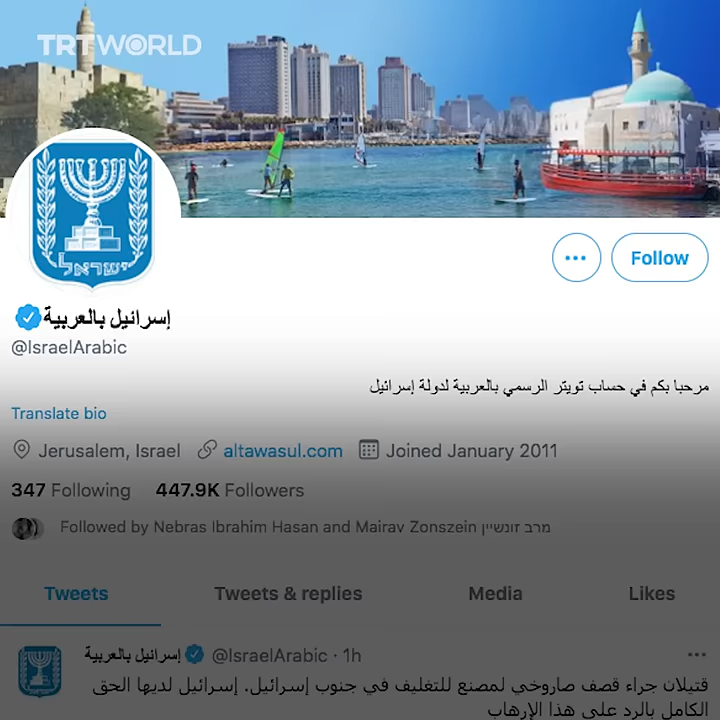 TRT WORLD
ישראל
إسرائيل بالعربية
@IsraelArabic
مرحبا بكم في حساب تويتر الرسمي بالعربية لدولة إسرائيل
Translate bio
Jerusalem, Israel altawasul.com Joined January 2011
347 Following 447.9K Followers
Followed by Nebras Ibrahim Hasan and Mairav Zonszein מרב זונשיין
Tweets Tweets & replies Media Likes
إسرائيل بالعربية @IsraelArabic · 1h
قتيلان جراء قصف صاروخي لمصنع للتغليف في جنوب إسرائيل. إسرائيل لديها الحق
الكامل بالرد على هذا الإرهاب
Follow